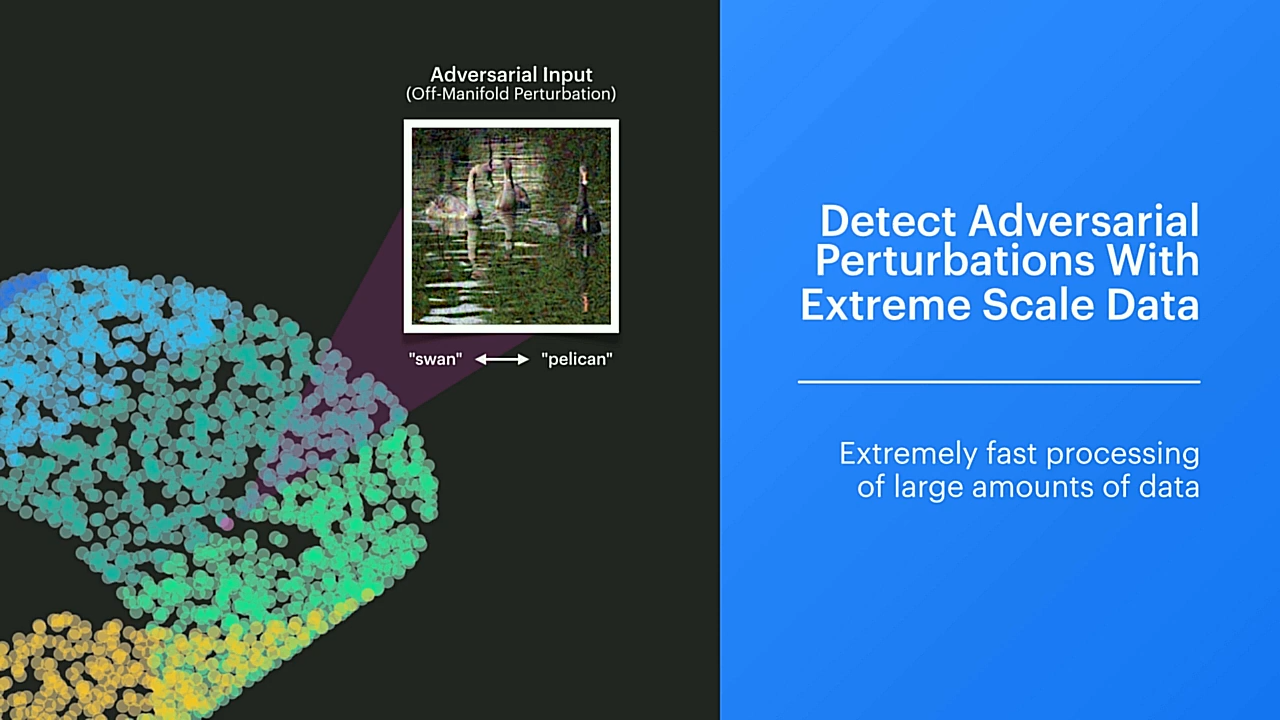 Adversarial Input
(Off-Manifold Perturbation)
"swan" ⟷ "pelican"
Detect Adversarial
Perturbations With
Extreme Scale Data
Extremely fast processing
of large amounts of data